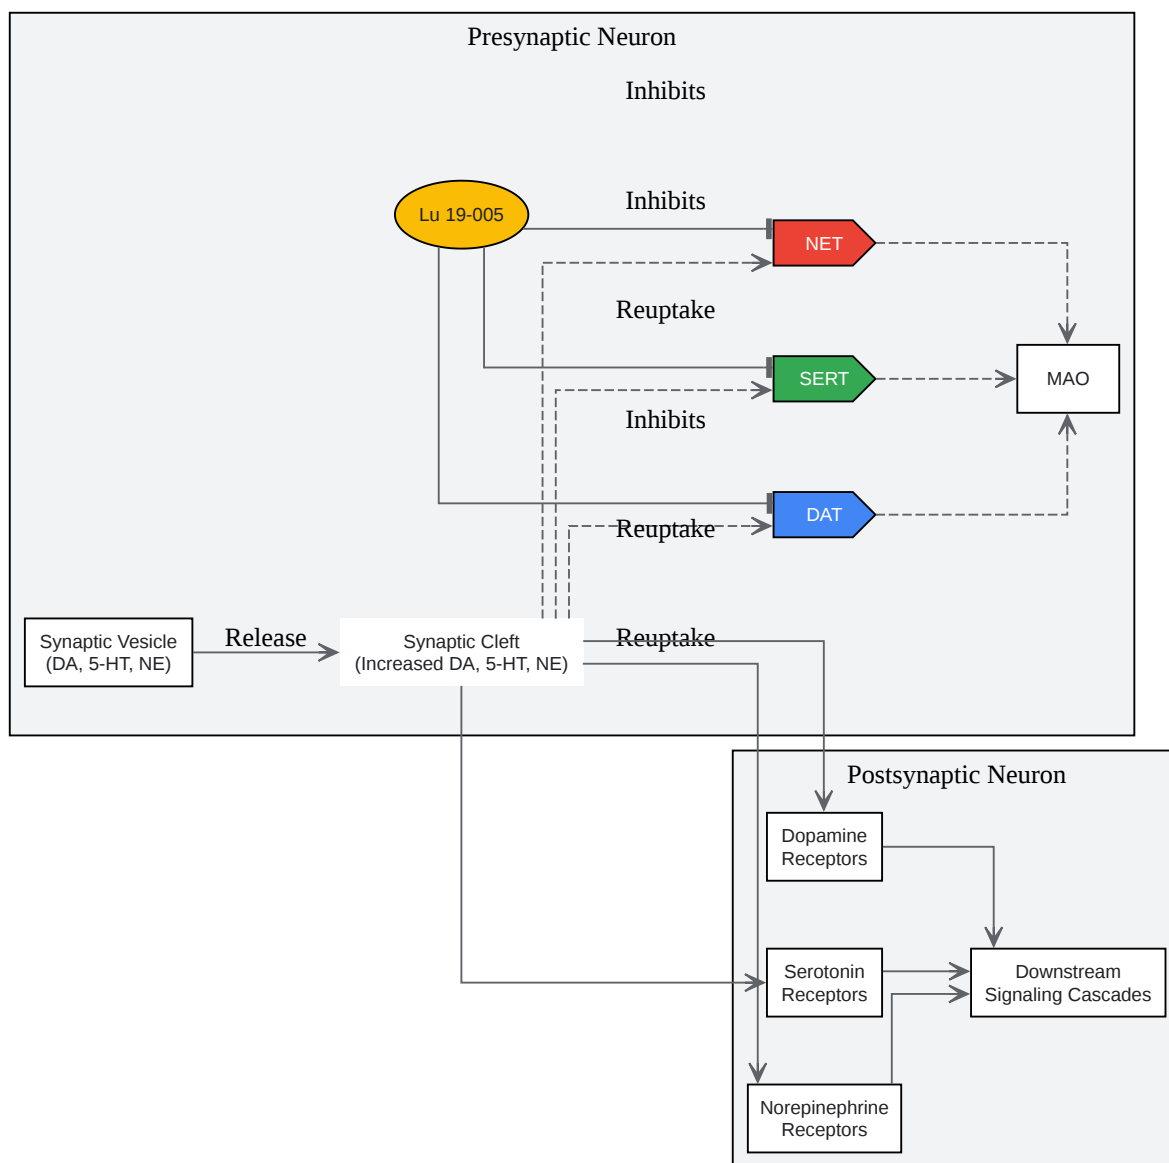 Presynaptic Neuron
Inhibits
Inhibits
Lu 19-005
NET
Reuptake
SERT
MAO
Inhibits
DAT
Reuptake
Synaptic Vesicle
(DA, 5-HT, NE)
Release
Synaptic Cleft
(Increased DA, 5-HT, NE)
Reuptake
Postsynaptic Neuron
Dopamine
Receptors
Serotonin
Receptors
Downstream
Signaling Cascades
Norepinephrine
Receptors